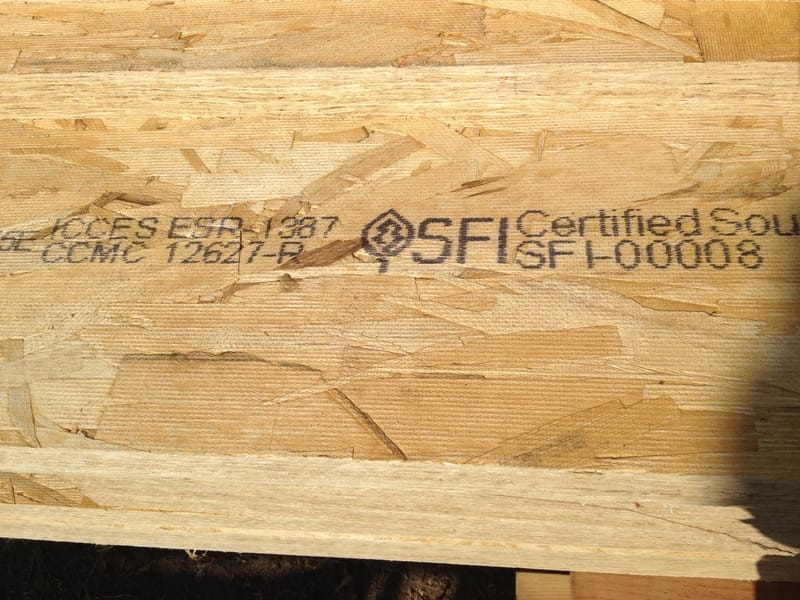 ICCES ESR-1387
CCMC 12627-R
SFI
Certified Sou
SFI-00008